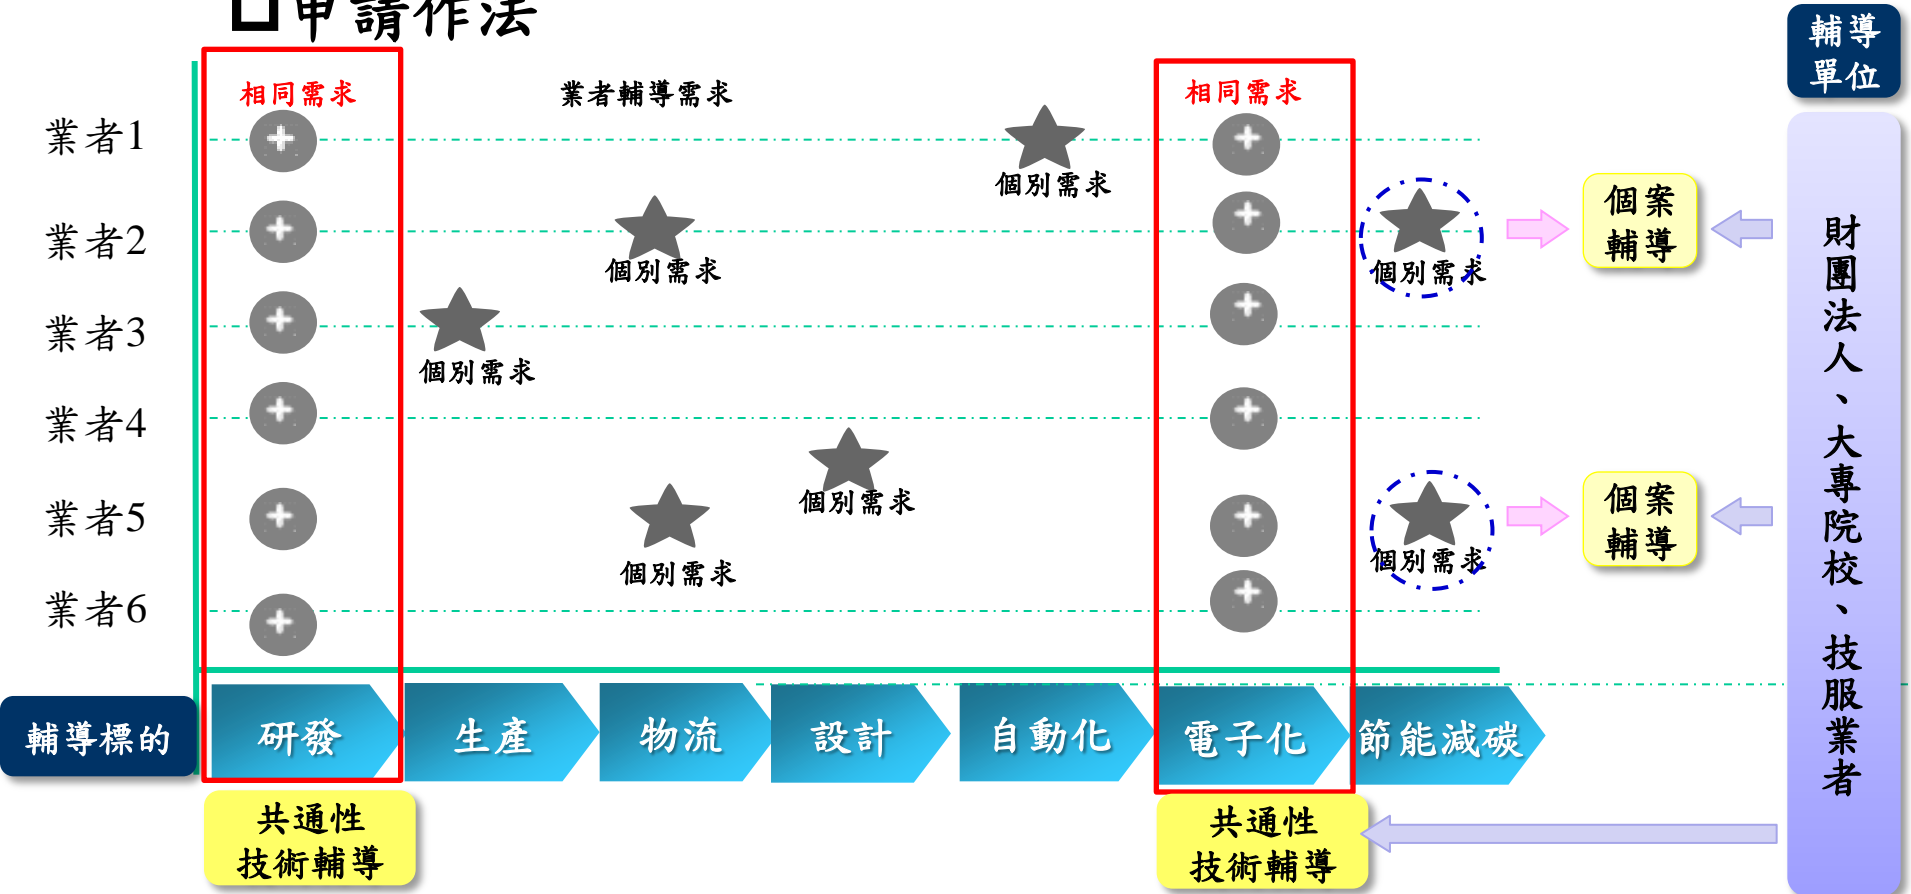 申請作法
輔導
單位
相同需求
業者輔導需求
相同需求
業者1
個別需求
個案
輔導
業者2
個別需求
個別需求
業者3
個別需求
業者4
個別需求
個案
輔導
業者5
個別需求
個別需求
業者6
財團法人、大專院校、技服業者
輔導標的
研發
生產
物流
設計
自動化
電子化
節能減碳
共通性
技術輔導
共通性
技術輔導